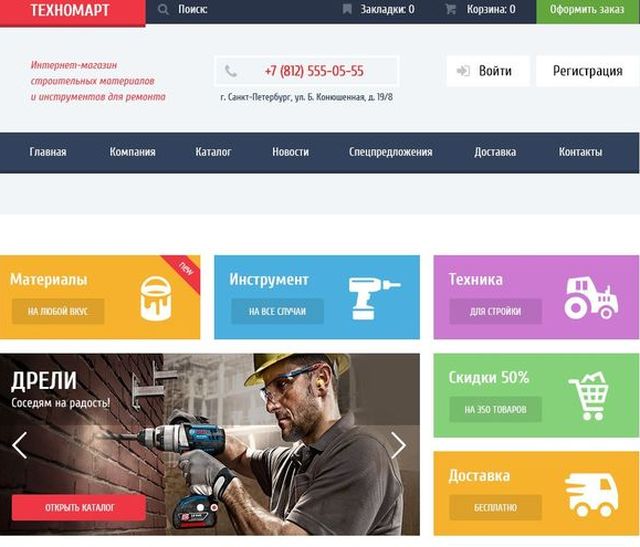 ТЕХНОМАРТ
Поиск:
Закладки: 0
Корзина: 0
Оформить заказ
Интернет-магазин
строительных материалов
и инструментов для ремонта
+7 (812) 555-05-55
г. Санкт-Петербург, ул. Б. Конюшенная, д. 19/8
Войти
Регистрация
Главная
Компания
Каталог
Новости
Спецпредложения
Доставка
Контакты
Материалы
НА ЛЮБОЙ ВКУС
new
Инструмент
НА ВСЕ СЛУЧАИ
Техника
ДЛЯ СТРОЙКИ
ДРЕЛИ
Соседям на радость!
ОТКРЫТЬ КАТАЛОГ
BOSCH
Скидки 50%
НА 350 ТОВАРОВ
Доставка
БЕСПЛАТНО